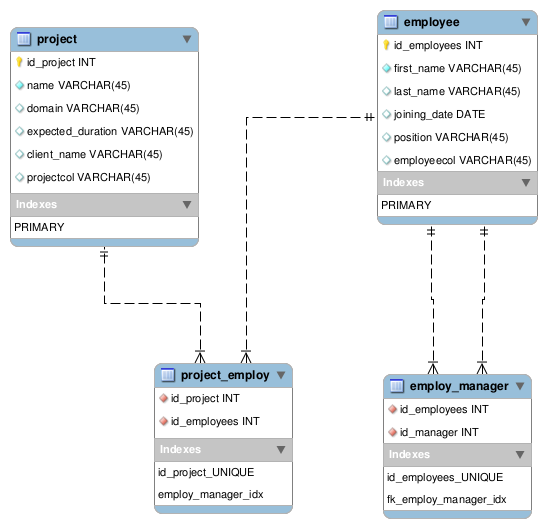 project
id_project INT
name VARCHAR(45)
domain VARCHAR(45)
expected_duration VARCHAR(45)
client_name VARCHAR(45)
projectcol VARCHAR(45)
Indexes
PRIMARY
employee
id_employees INT
first_name VARCHAR(45)
last_name VARCHAR(45)
joining_date DATE
position VARCHAR(45)
employeecol VARCHAR(45)
Indexes
PRIMARY
project_employ
id_project INT
id_employees INT
Indexes
id_project_UNIQUE
employ_manager_idx
employ_manager
id_employees INT
id_manager INT
Indexes
id_employees_UNIQUE
fk_employ_manager_idx